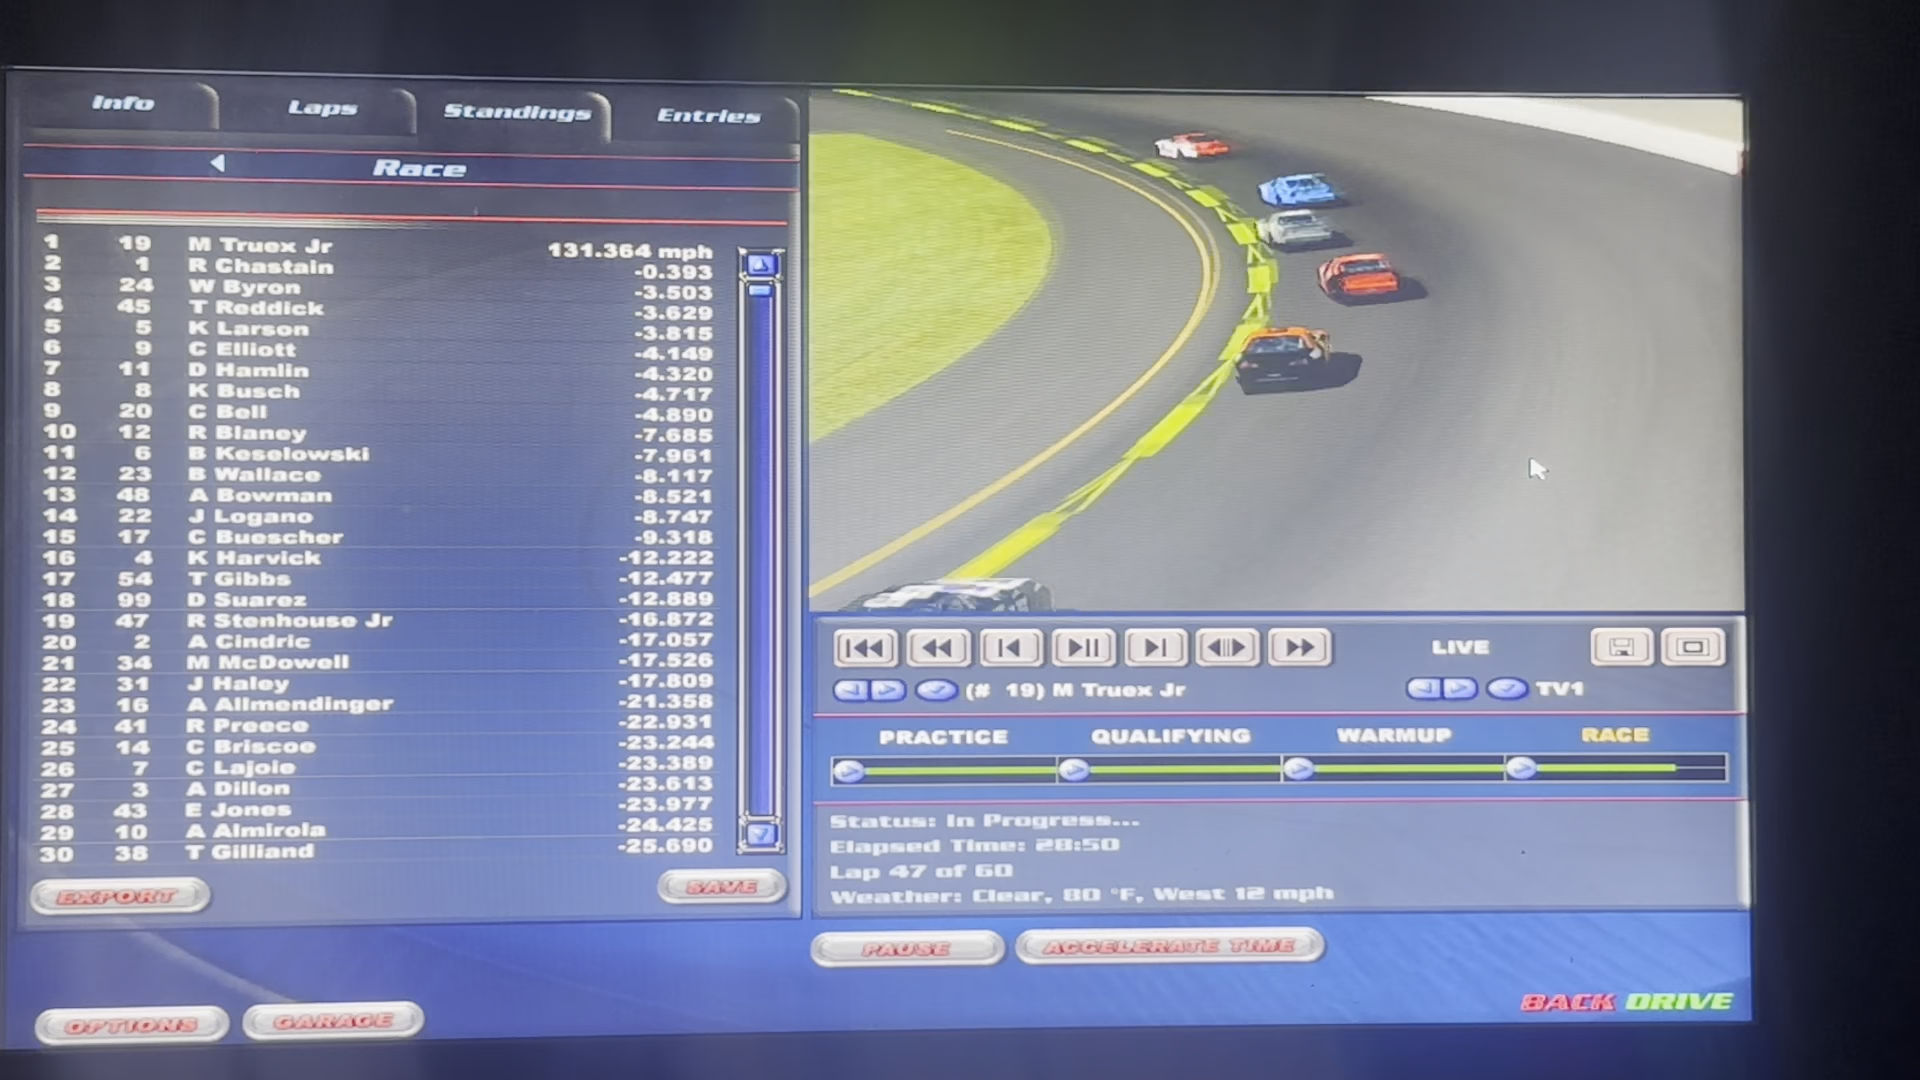 Info Laps Standings Entries
Race
1 19 M Truex Jr 131.364 mph
2 1 R Chastain -0.393
3 24 W Byron -3.503
4 45 T Reddick -3.629
5 5 K Larson -3.815
6 9 C Elliott -4.149
7 11 D Hamlin -4.320
8 8 K Busch -4.717
9 20 C Bell -4.890
10 12 R Blaney -7.685
11 6 B Keselowski -7.961
12 23 B Wallace -8.117
13 48 A Bowman -8.521
14 22 J Logano -8.747
15 17 C Buescher -9.318
16 4 K Harvick -12.222
17 54 T Gibbs -12.477
18 99 D Suarez -12.889
19 47 R Stenhouse Jr -16.872
20 2 A Cindric -17.057
21 34 M McDowell -17.526
22 31 J Haley -17.809
23 16 A Allmendinger -21.358
24 41 R Preece -22.931
25 14 C Briscoe -23.244
26 7 C Lajoie -23.389
27 3 A Dillon -23.613
28 43 E Jones -23.977
29 10 A Almirola -24.425
30 38 T Gilliand -25.690
EXPORT SAVE
LIVE
(# 19) M Truex Jr TV1
PRACTICE QUALIFYING WARMUP RACE
Status: In Progress...
Elapsed Time: 28:50
Lap 47 of 60
Weather: Clear, 80 °F, West 12 mph
PAUSE ACCELERATE TIME
OPTIONS GARAGE
BACK DRIVE